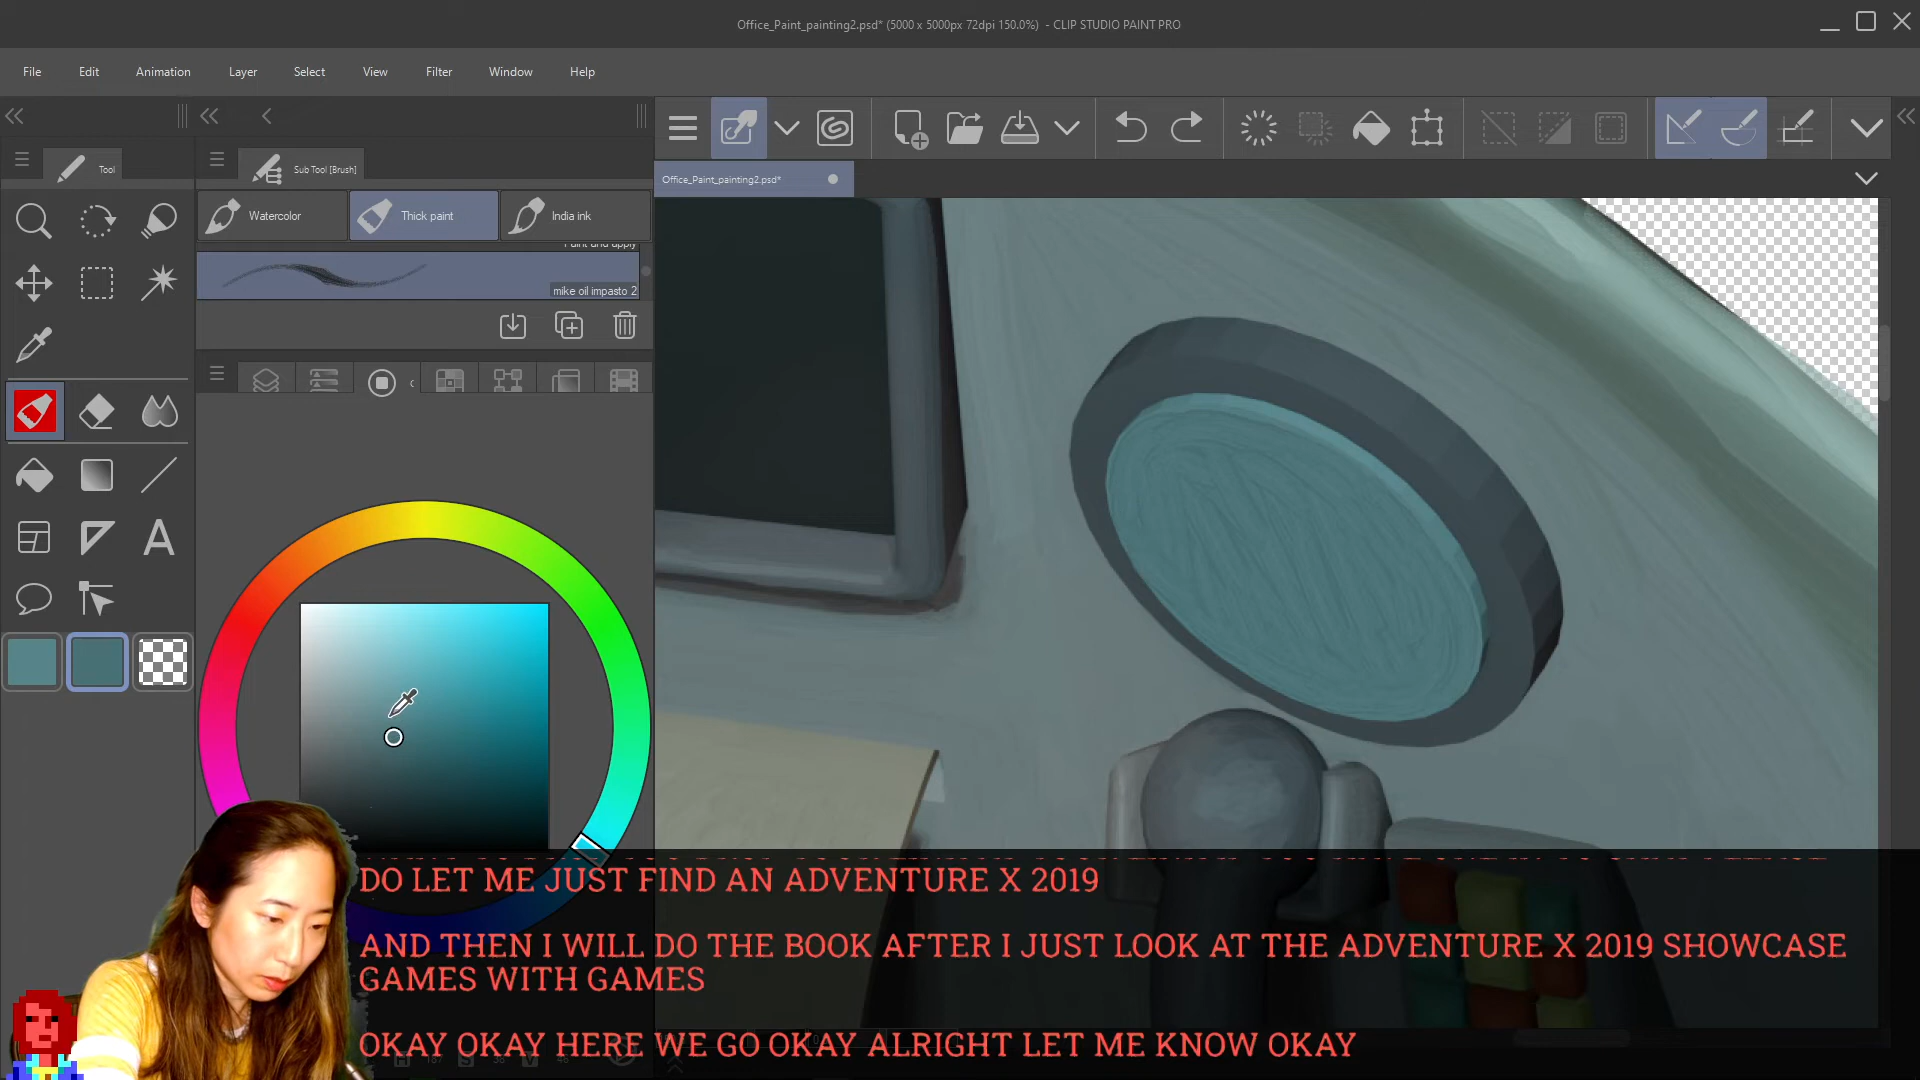 Office_Paint_painting2.psd* (5000 x 5000px 72dpi 150.0%) - CLIP STUDIO PAINT PRO
File Edit Animation Layer Select View Filter Window Help
Tool
Sub Tool [Brush]
Office_Paint_painting2.psd*
Watercolor Thick paint India ink
Paint and apply
mike oil impasto 2
DO LET ME JUST FIND AN ADVENTURE X 2019
AND THEN I WILL DO THE BOOK AFTER I JUST LOOK AT THE ADVENTURE X 2019 SHOWCASE
GAMES WITH GAMES
OKAY OKAY HERE WE GO OKAY ALRIGHT LET ME KNOW OKAY